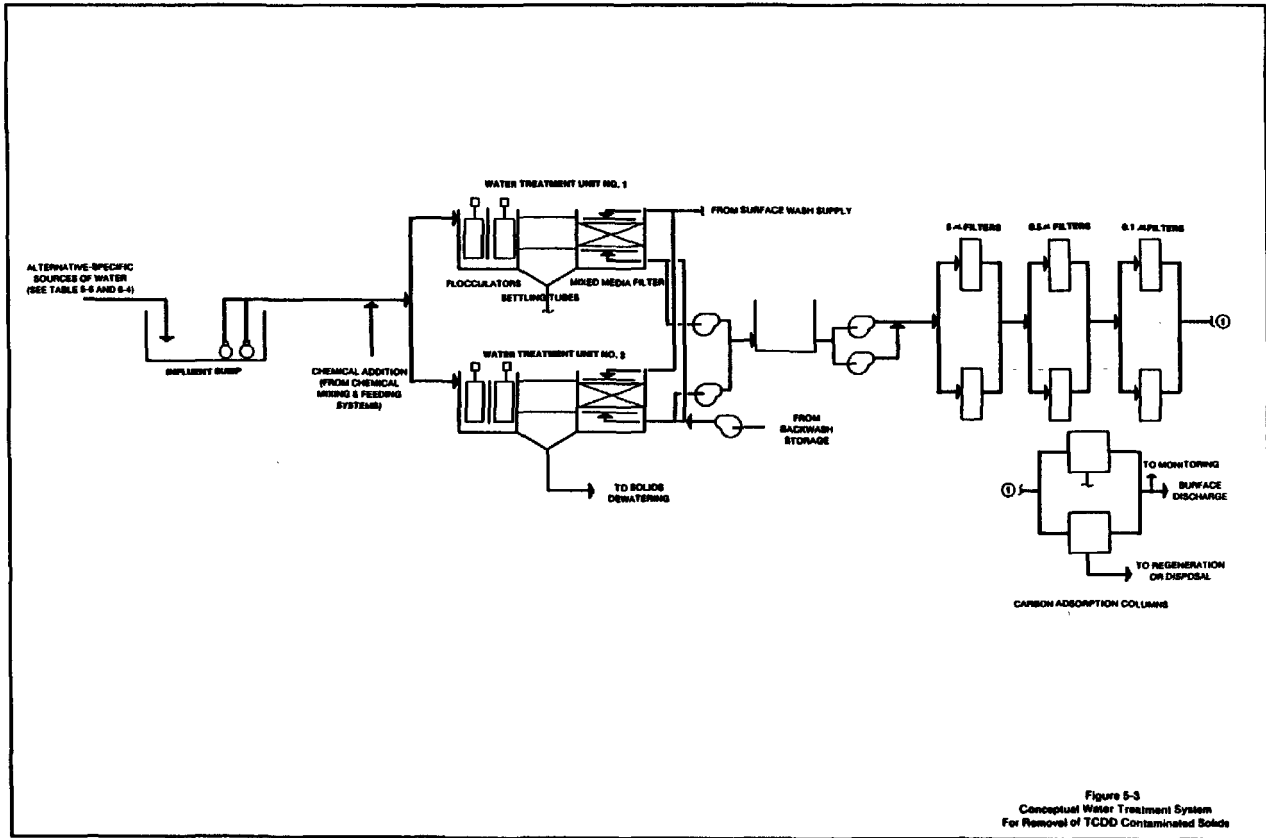 WATER TREATMENT UNIT NO. 1
FROM SURFACE WASH SUPPLY
FILTERS
FILTERS
FILTERS
ALTERNATIVE-SPECIFIC
SOURCES OF WATER
(SEE TABLE AND
FLOCCULATORS
SETTLING TUBES
MIXED MEDIA FILTER
INFLUENT SUMP
CHEMICAL ADDITION
(FROM CHEMICAL
MIXING & FEEDING
SYSTEMS)
WATER TREATMENT UNIT NO.
FROM
BACKWASH
STORAGE
TO SOLIDS
DEWATERING
TO MONITORING
SURFACE
DISCHARGE
TO REGENERATION
OR DISPOSAL
CARBON ADSORPTION COLUMNS
Figure 5-3
Conceptual Water Treatment System
For Removal of TCDD Contaminated Solids